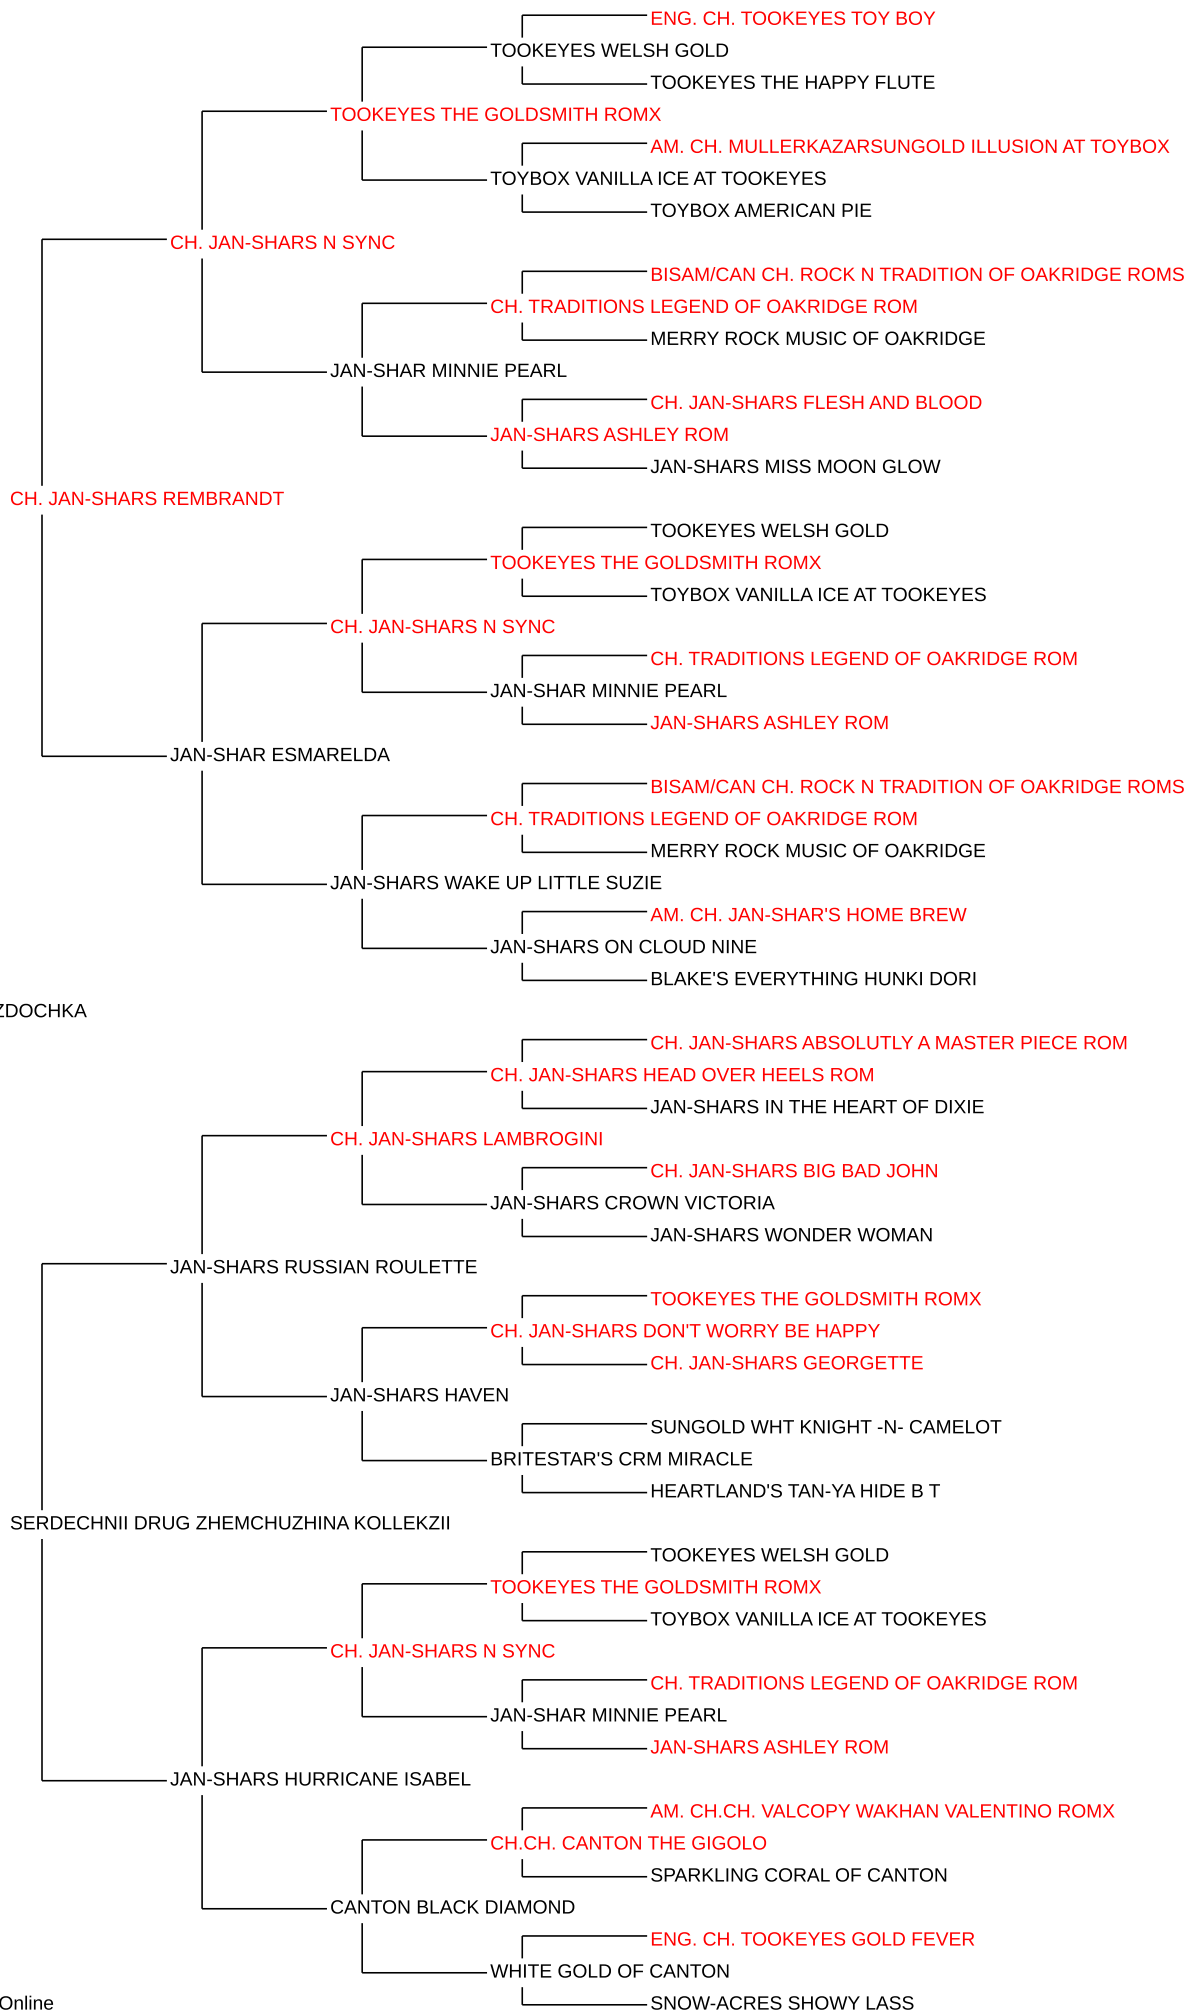 ENG. CH. TOOKEYES TOY BOY
TOOKEYES WELSH GOLD
TOOKEYES THE HAPPY FLUTE
TOOKEYES THE GOLDSMITH ROMX
AM. CH. MULLERKAZARSUNGOLD ILLUSION AT TOYBOX
TOYBOX VANILLA ICE AT TOOKEYES
TOYBOX AMERICAN PIE
CH. JAN-SHARS N SYNC
BISAM/CAN CH. ROCK N TRADITION OF OAKRIDGE ROMS
CH. TRADITIONS LEGEND OF OAKRIDGE ROM
MERRY ROCK MUSIC OF OAKRIDGE
JAN-SHAR MINNIE PEARL
CH. JAN-SHARS FLESH AND BLOOD
JAN-SHARS ASHLEY ROM
JAN-SHARS MISS MOON GLOW
CH. JAN-SHARS REMBRANDT
TOOKEYES WELSH GOLD
TOOKEYES THE GOLDSMITH ROMX
TOYBOX VANILLA ICE AT TOOKEYES
CH. JAN-SHARS N SYNC
CH. TRADITIONS LEGEND OF OAKRIDGE ROM
JAN-SHAR MINNIE PEARL
JAN-SHARS ASHLEY ROM
JAN-SHAR ESMARELDA
BISAM/CAN CH. ROCK N TRADITION OF OAKRIDGE ROMS
CH. TRADITIONS LEGEND OF OAKRIDGE ROM
MERRY ROCK MUSIC OF OAKRIDGE
JAN-SHARS WAKE UP LITTLE SUZIE
AM. CH. JAN-SHAR'S HOME BREW
JAN-SHARS ON CLOUD NINE
BLAKE'S EVERYTHING HUNKI DORI
ZDOCHKA
CH. JAN-SHARS ABSOLUTLY A MASTER PIECE ROM
CH. JAN-SHARS HEAD OVER HEELS ROM
JAN-SHARS IN THE HEART OF DIXIE
CH. JAN-SHARS LAMBROGINI
CH. JAN-SHARS BIG BAD JOHN
JAN-SHARS CROWN VICTORIA
JAN-SHARS WONDER WOMAN
JAN-SHARS RUSSIAN ROULETTE
TOOKEYES THE GOLDSMITH ROMX
CH. JAN-SHARS DON'T WORRY BE HAPPY
CH. JAN-SHARS GEORGETTE
JAN-SHARS HAVEN
SUNGOLD WHT KNIGHT -N- CAMELOT
BRITESTAR'S CRM MIRACLE
HEARTLAND'S TAN-YA HIDE B T
SERDECHNII DRUG ZHEMCHUZHINA KOLLEKZII
TOOKEYES WELSH GOLD
TOOKEYES THE GOLDSMITH ROMX
TOYBOX VANILLA ICE AT TOOKEYES
CH. JAN-SHARS N SYNC
CH. TRADITIONS LEGEND OF OAKRIDGE ROM
JAN-SHAR MINNIE PEARL
JAN-SHARS ASHLEY ROM
JAN-SHARS HURRICANE ISABEL
AM. CH.CH. VALCOPY WAKHAN VALENTINO ROMX
CH.CH. CANTON THE GIGOLO
SPARKLING CORAL OF CANTON
CANTON BLACK DIAMOND
ENG. CH. TOOKEYES GOLD FEVER
WHITE GOLD OF CANTON
SNOW-ACRES SHOWY LASS
Online